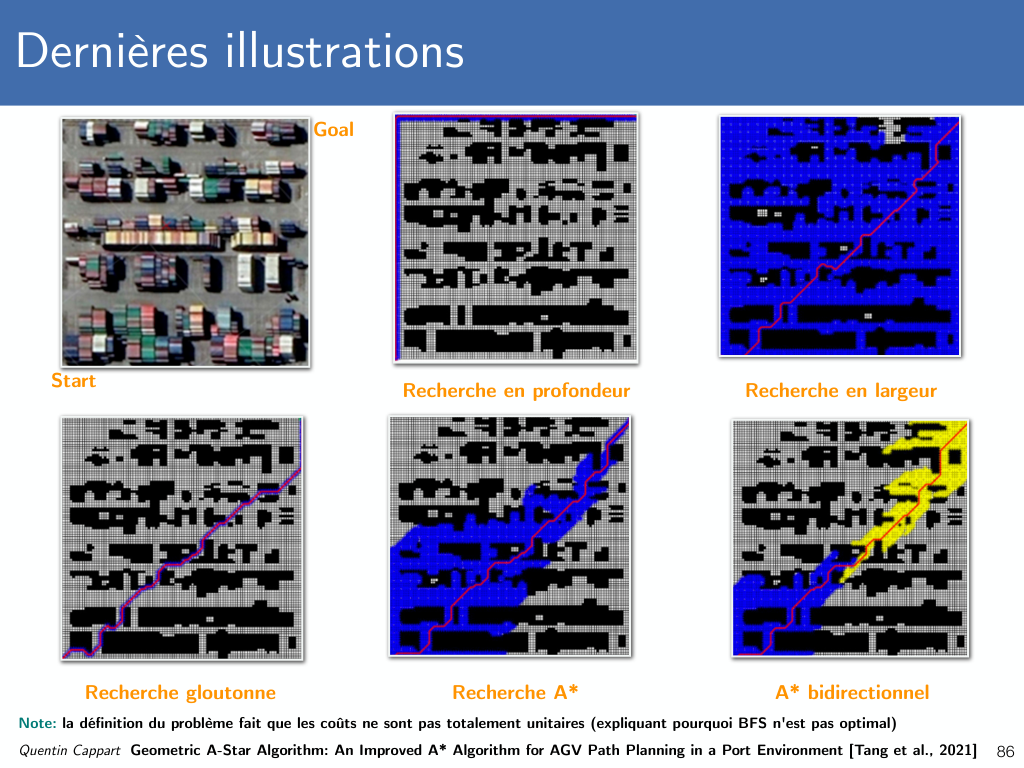 Dernières illustrations
Goal
Start
Recherche en profondeur
Recherche en largeur
Recherche gloutonne
Recherche A*
A* bidirectionnel
Note: la définition du problème fait que les coûts ne sont pas totalement unitaires (expliquant pourquoi BFS n'est pas optimal)
Quentin Cappart Geometric A-Star Algorithm: An Improved A* Algorithm for AGV Path Planning in a Port Environment [Tang et al., 2021] 86